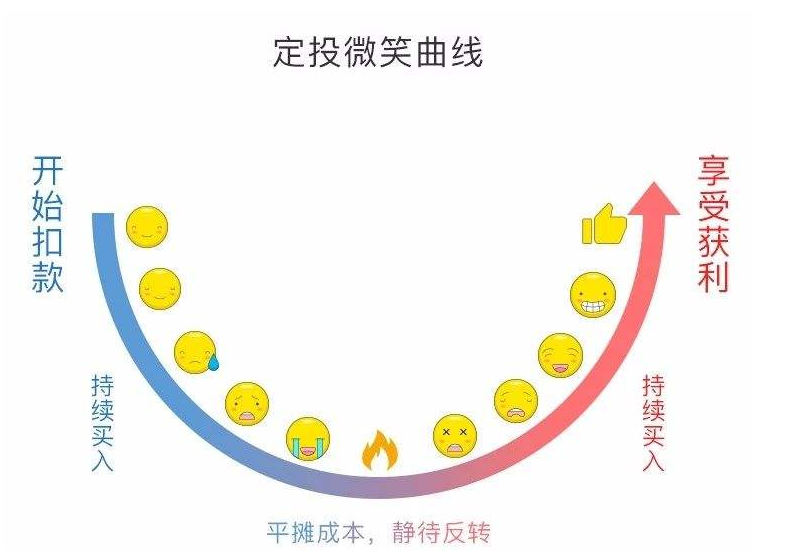 定投微笑曲线
开始扣款
享受获利
持续买入
持续买入
平摊成本，静待反转